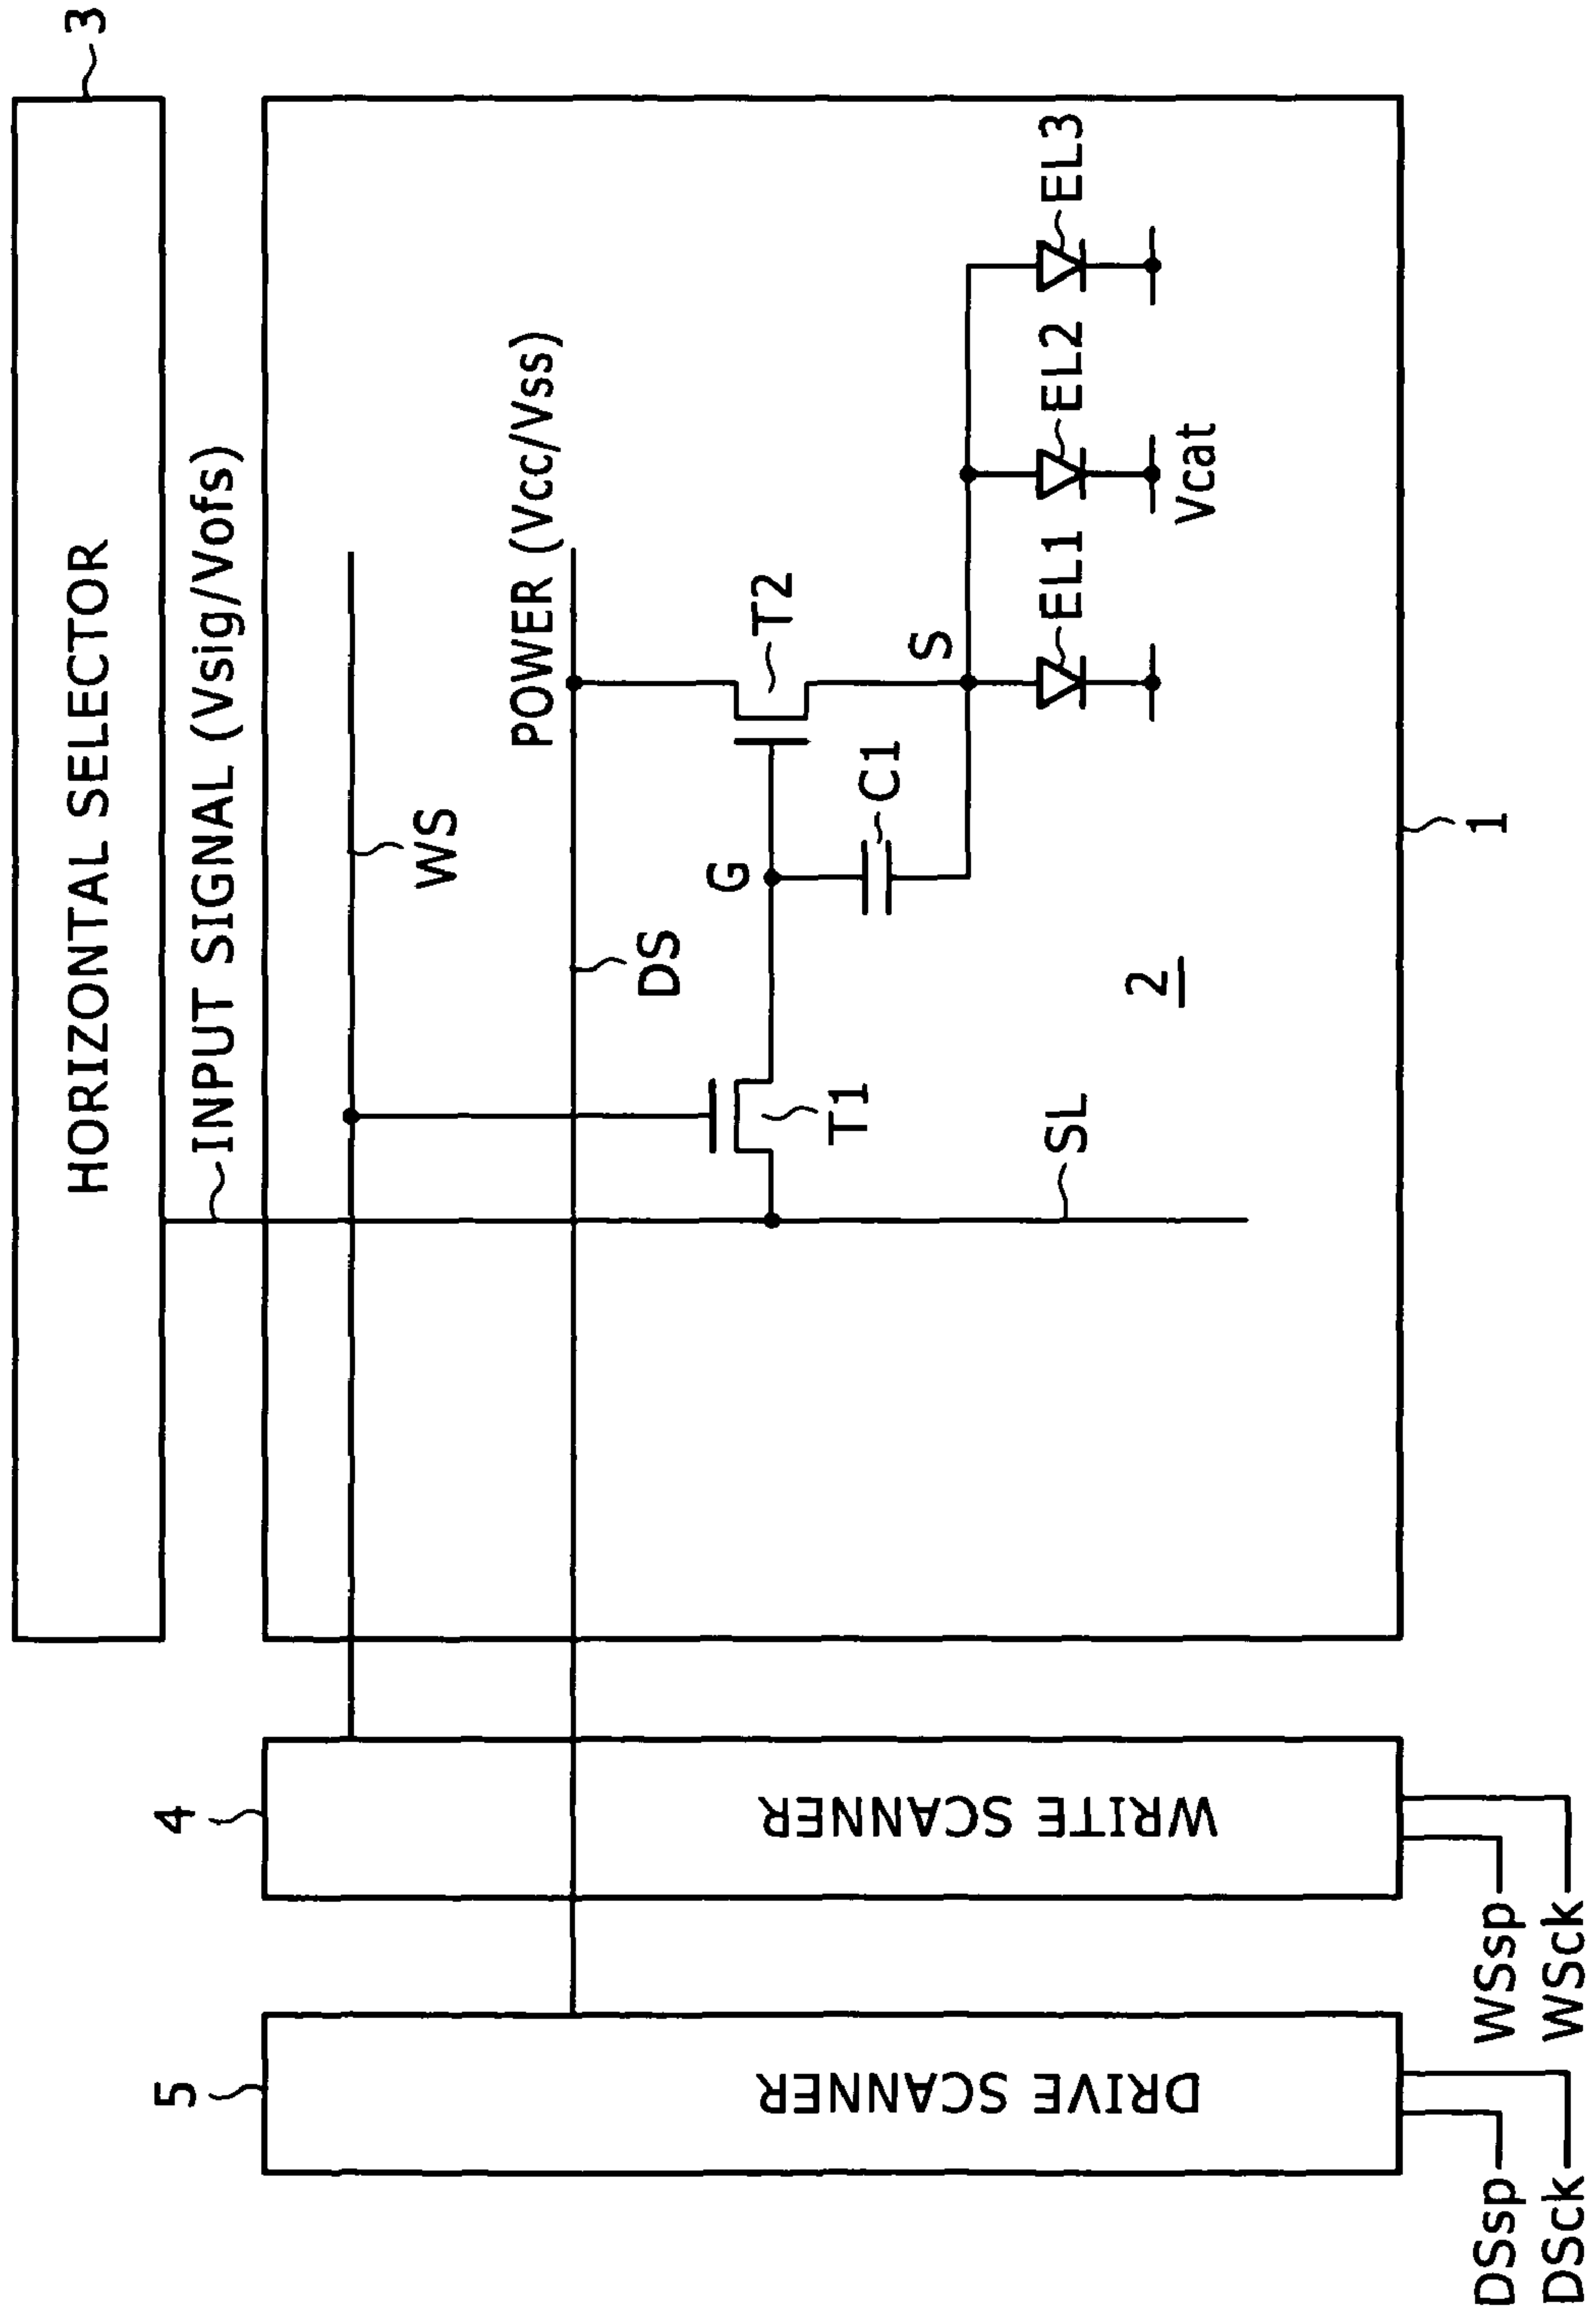 3
HORIZONTAL SELECTOR
INPUT SIGNAL (Vsig/Vofs)
WS
POWER (Vcc/Vss)
DS
T2
G
C1
S
T1
EL1
EL2
EL3
Vcat
SL
2
1
4
WRITE SCANNER
5
DRIVE SCANNER
WSsp
WSck
DSsp
DSck